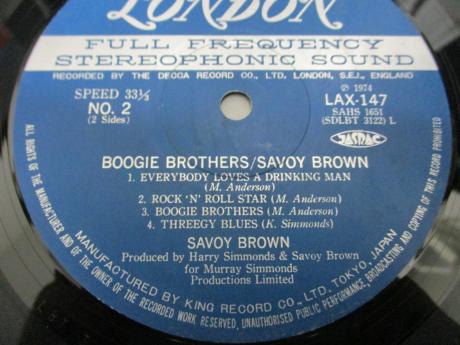 LONDON
FULL FREQUENCY
STEREOPHONIC SOUND
RECORDED BY THE DECCA RECORD CO., LTD. LONDON, S.E.I., ENGLAND
SPEED 33⅓
NO. 2
(2 Sides)
℗ 1974
LAX-147
SAHS 1651
(SDLBT 3122) L
JASRAC
BOOGIE BROTHERS/SAVOY BROWN
1. EVERYBODY LOVES A DRINKING MAN
(M. Anderson)
2. ROCK 'N' ROLL STAR (M. Anderson)
3. BOOGIE BROTHERS (M. Anderson)
4. THREEGY BLUES (K. Simmonds)
SAVOY BROWN
Produced by Harry Simmonds & Savoy Brown
for Murray Simmonds
Productions Limited
MANUFACTURED BY KING RECORD CO., LTD. TOKYO, JAPAN
ALL RIGHTS OF THE MANUFACTURER AND OF THE OWNER OF THE RECORDED WORK RESERVED, UNAUTHORISED PUBLIC PERFORMANCE, BROADCASTING AND COPYING OF THIS RECORD PROHIBITED